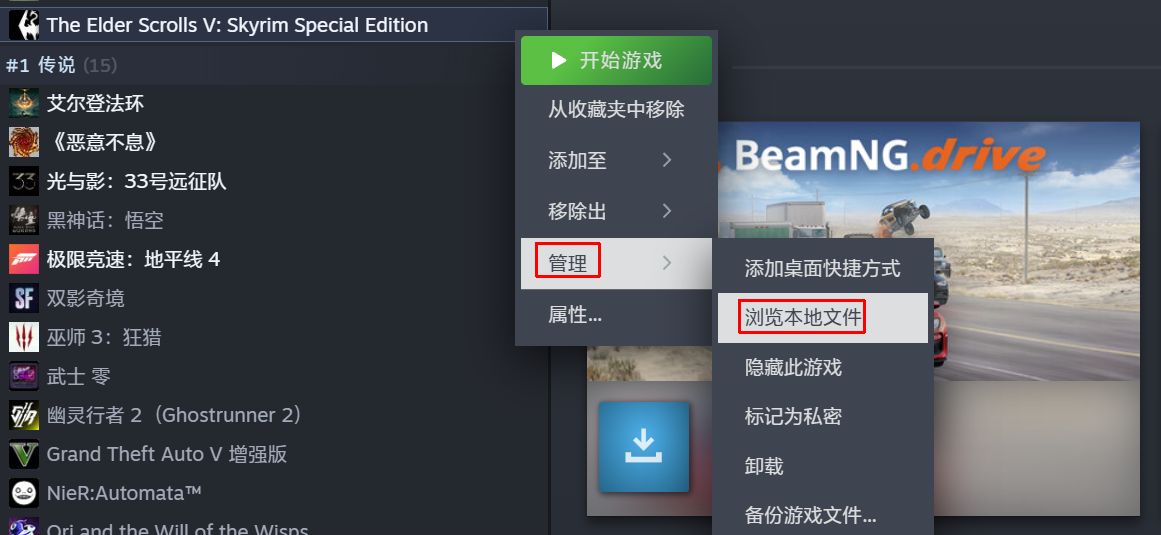 The Elder Scrolls V: Skyrim Special Edition
#1 传说 (15)
艾尔登法环
《恶意不息》
光与影：33号远征队
黑神话：悟空
极限竞速：地平线 4
双影奇境
巫师 3：狂猎
武士 零
幽灵行者 2（Ghostrunner 2）
Grand Theft Auto V 增强版
NieR:Automata™
Ori and the Will of the Wisps
开始游戏
从收藏夹中移除
添加至
移除出
管理
属性...
添加桌面快捷方式
浏览本地文件
隐藏此游戏
标记为私密
卸载
备份游戏文件...
BeamNG.drive
33
SF